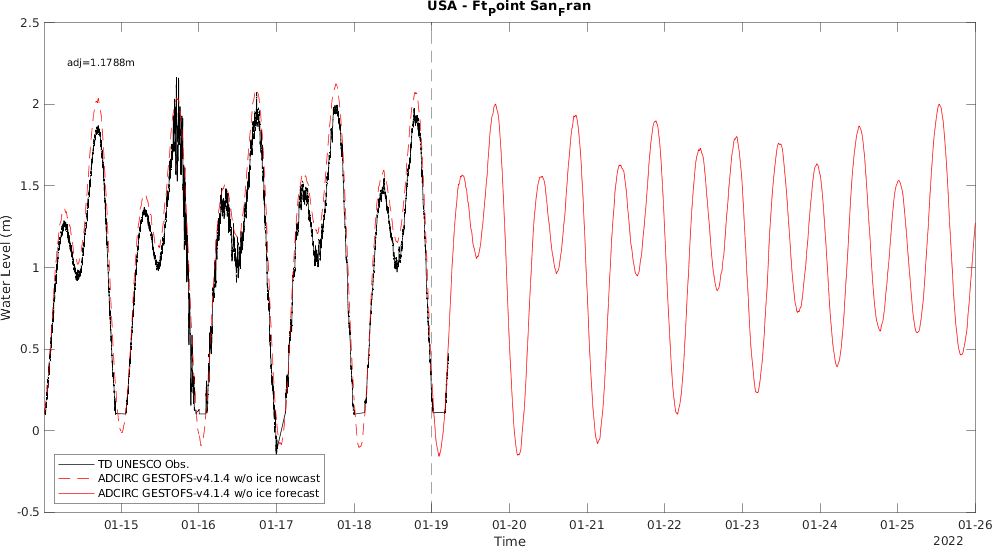 USA - Ft_Point San_Fran
adj=1.1788m
2.5
2
1.5
1
0.5
0
-0.5
Water Level (m)
TD UNESCO Obs.
ADCIRC GESTOFS-v4.1.4 w/o ice nowcast
ADCIRC GESTOFS-v4.1.4 w/o ice forecast
01-15 01-16 01-17 01-18 01-19 01-20 01-21 01-22 01-23 01-24 01-25 01-26
Time
2022